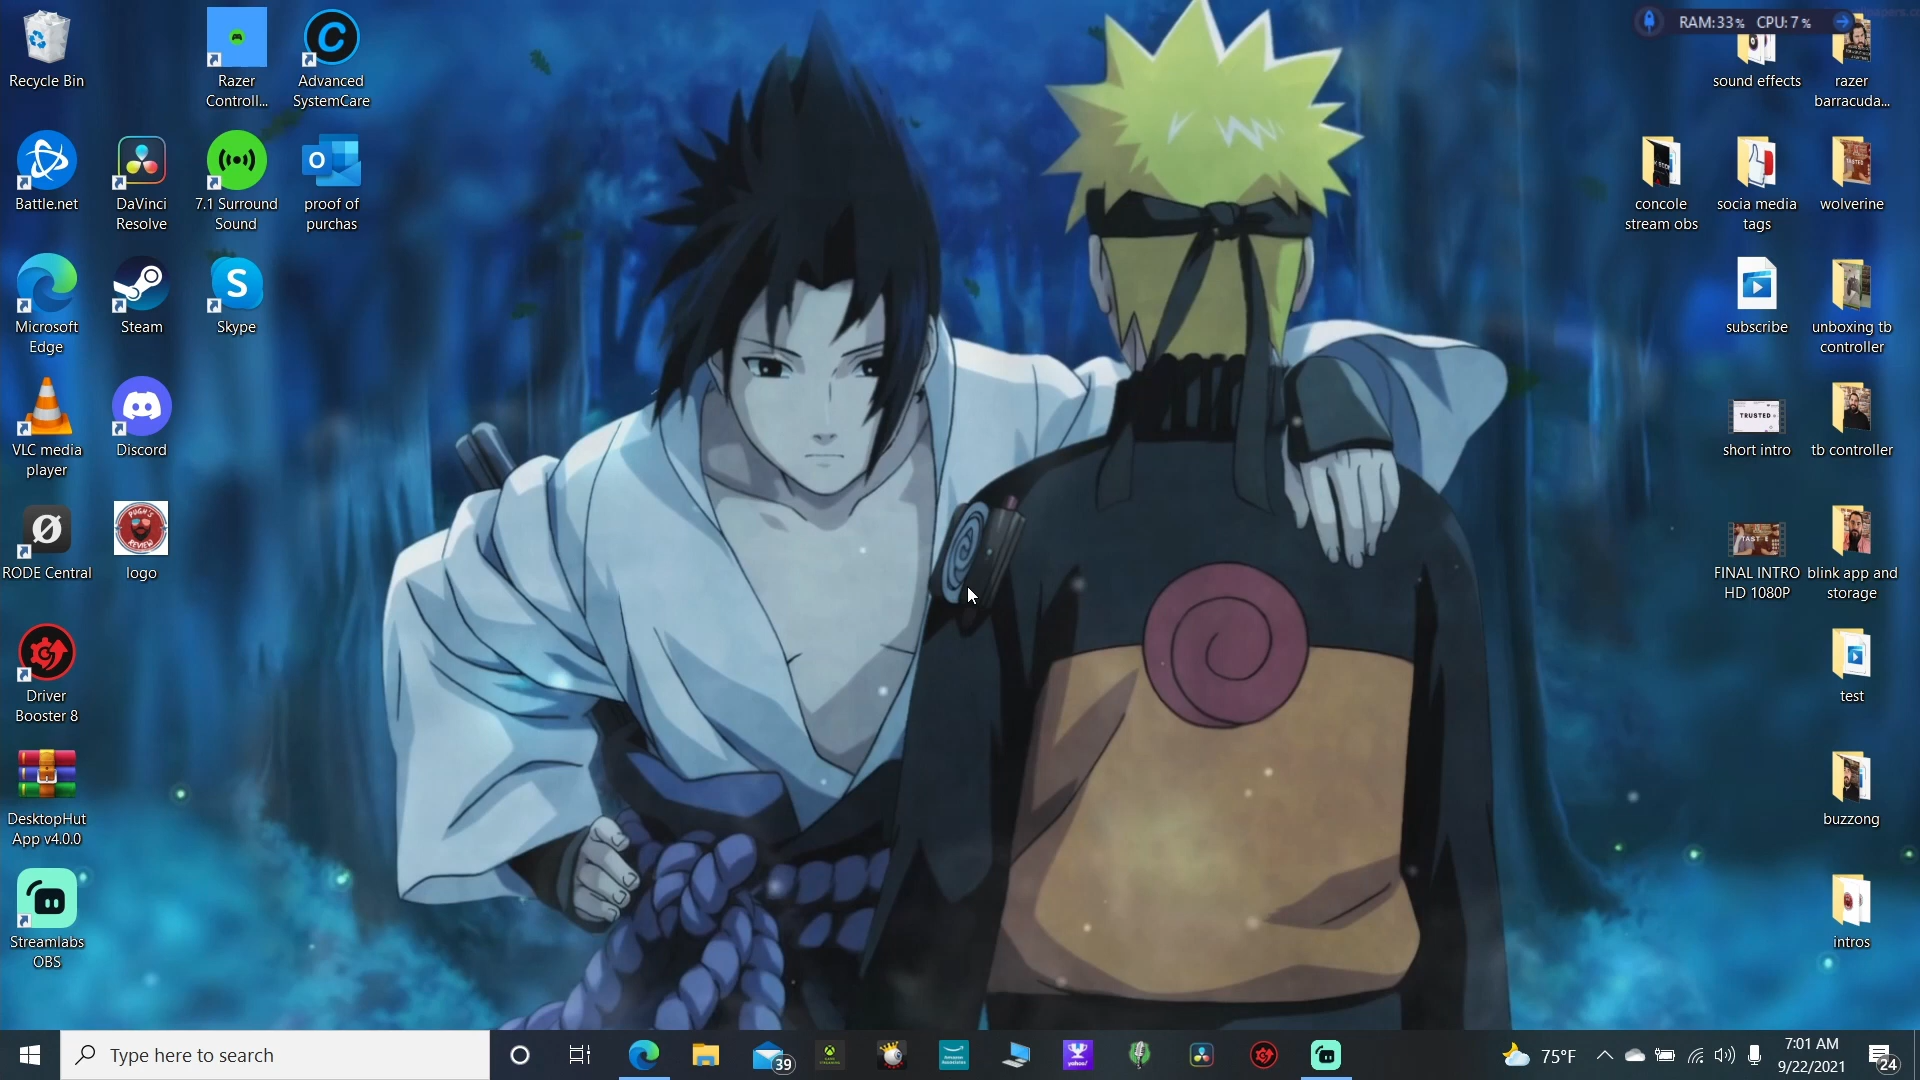 RAM:33% CPU:7%
Recycle Bin
Razer
Controll...
Advanced
SystemCare
sound effects
razer
barracuda...
Battle.net
DaVinci
Resolve
7.1 Surround
Sound
proof of
purchas
concole
stream obs
socia media
tags
wolverine
Microsoft
Edge
Steam
Skype
subscribe
unboxing tb
controller
VLC media
player
Discord
TRUSTED
short intro
tb controller
RODE Central
PUGH'S
REVIEW
logo
FINAL INTRO
HD 1080P
blink app and
storage
Driver
Booster 8
test
DesktopHut
App v4.0.0
buzzong
Streamlabs
OBS
intros
Type here to search
39
yahoo!
75°F
7:01 AM
9/22/2021
24